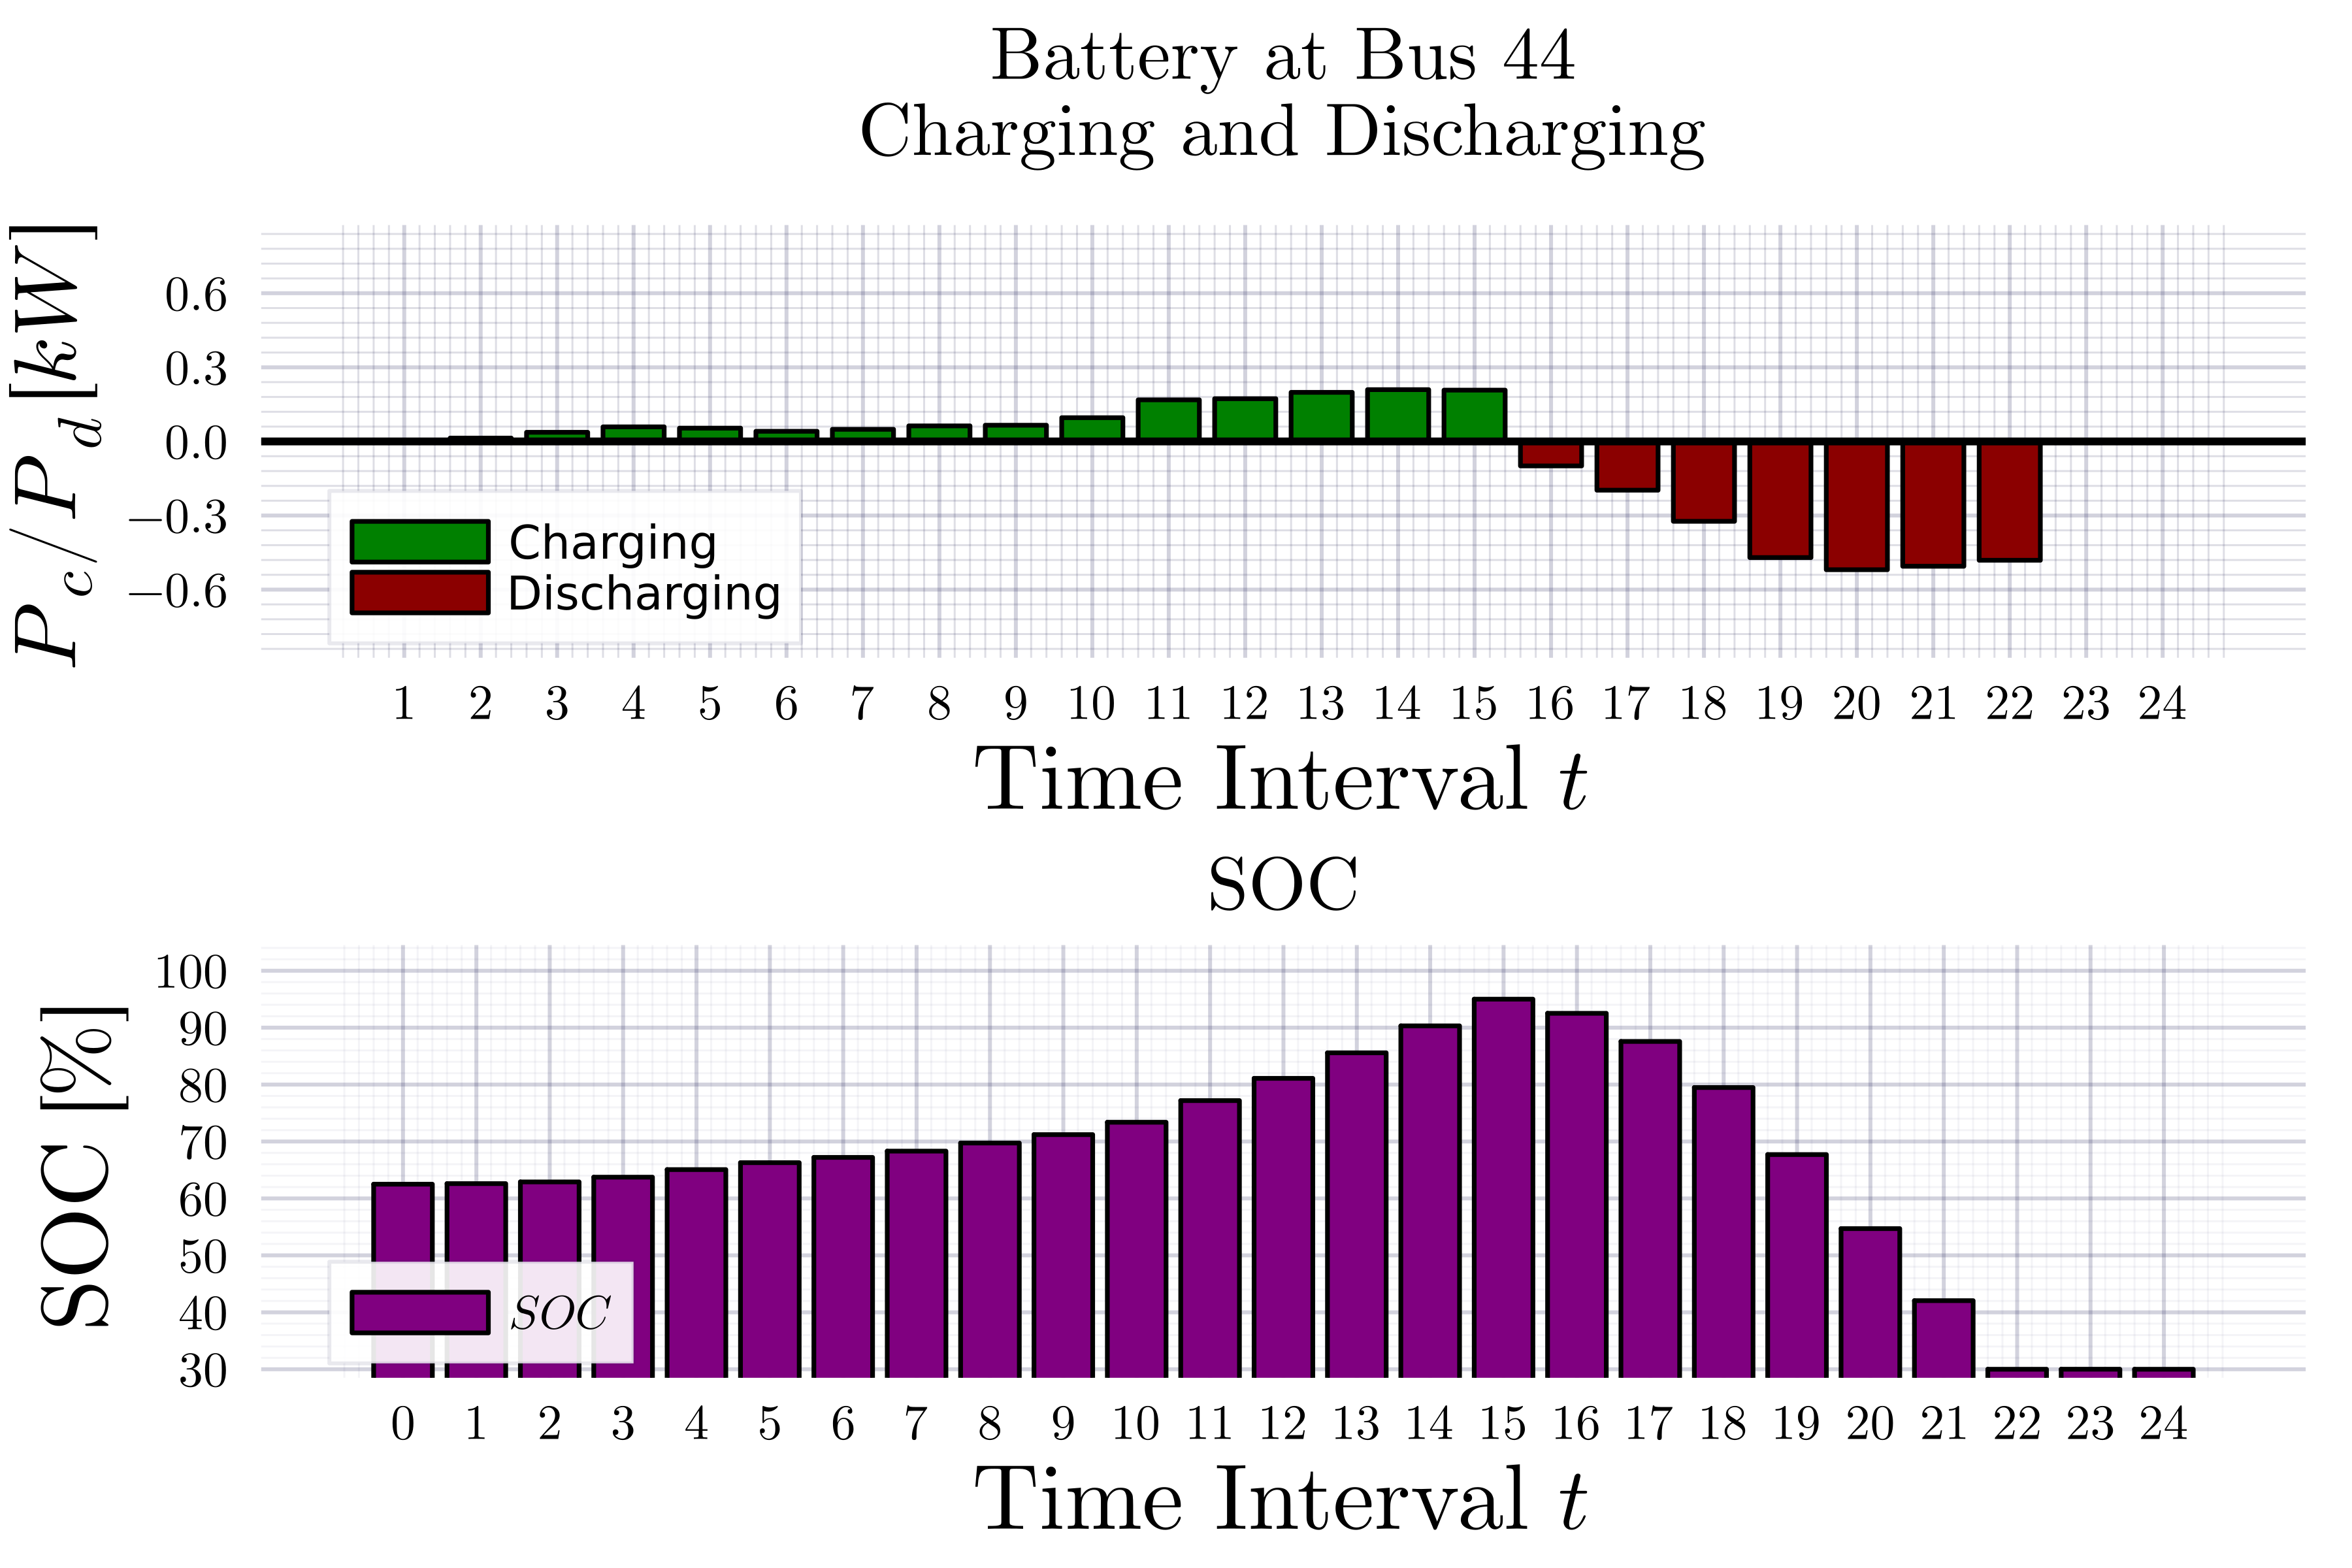 Battery at Bus 44
Charging and Discharging
P c / P d [kW]
0.6
0.3
0.0
−0.3
−0.6
Charging
Discharging
1 2 3 4 5 6 7 8 9 10 11 12 13 14 15 16 17 18 19 20 21 22 23 24
Time Interval t
SOC
SOC [%]
100
90
80
70
60
50
40
30
SOC
0 1 2 3 4 5 6 7 8 9 10 11 12 13 14 15 16 17 18 19 20 21 22 23 24
Time Interval t